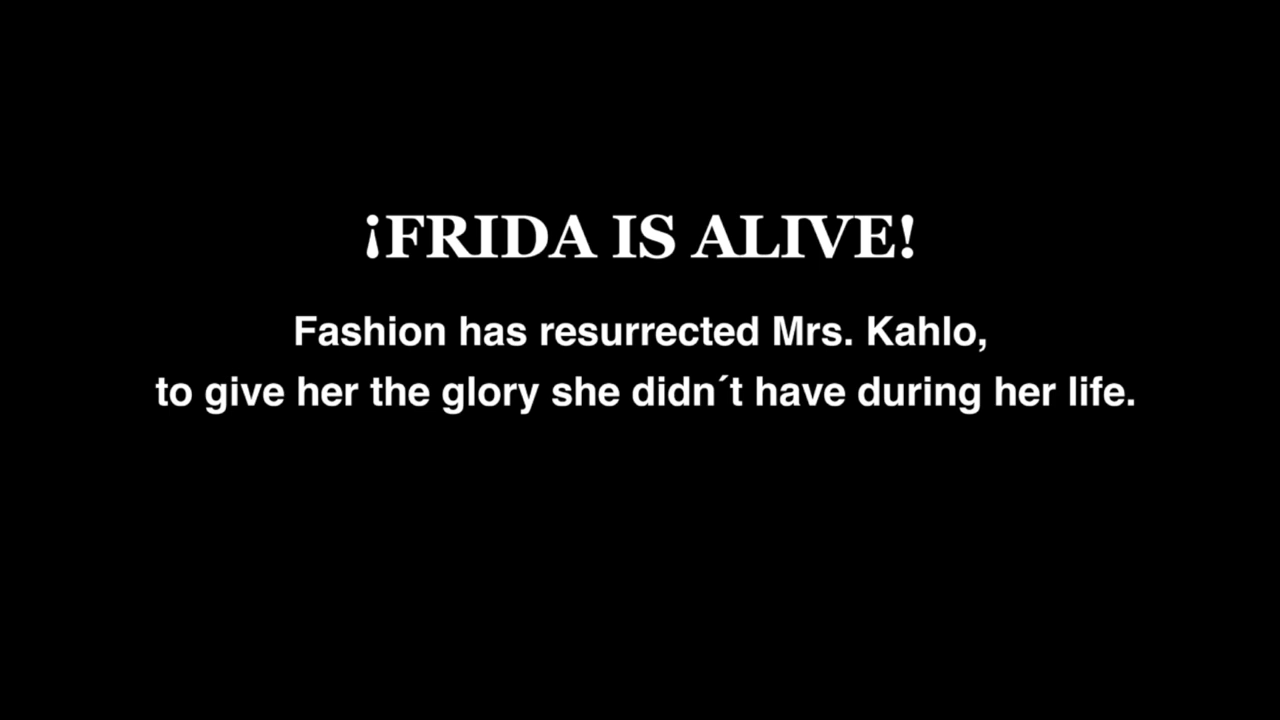 ¡FRIDA IS ALIVE!
Fashion has resurrected Mrs. Kahlo,
to give her the glory she didn´t have during her life.